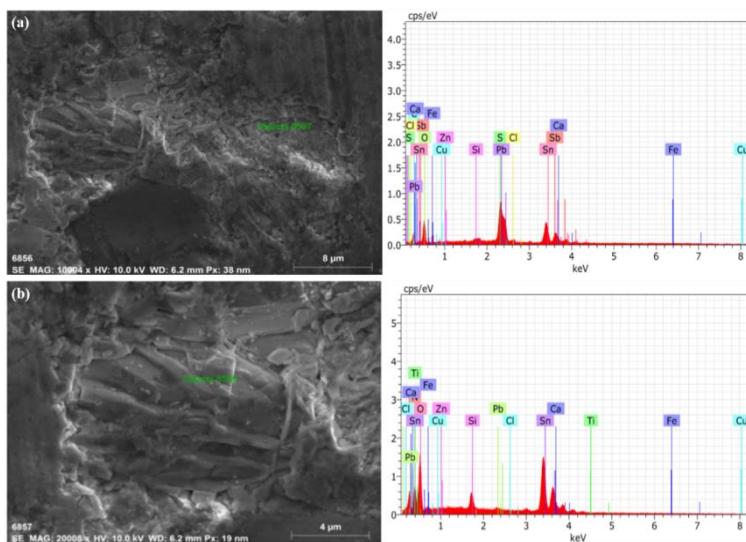 (a)
6856
8 µm
SE MAG: 10004 x HV: 10.0 kV WD: 6.2 mm Px: 38 nm
cps/eV
4.0
3.5
3.0
2.5
2.0
1.5
1.0
0.5
0.0
Ca Fe
Cl Sb
S O Zn S Cl Ca Sb
Sn Cu Si Pb Sn Fe Cu
Pb
1 2 3 4 5 6 7 8
keV
(b)
6857
4 µm
SE MAG: 20008 x HV: 10.0 kV WD: 6.2 mm Px: 19 nm
cps/eV
5
4
3
2
1
0
Ti
Ca Fe
Cl O Zn Pb Ca
Sn Cu Si Cl Sn Ti Fe Cu
Pb
1 2 3 4 5 6 7 8
keV